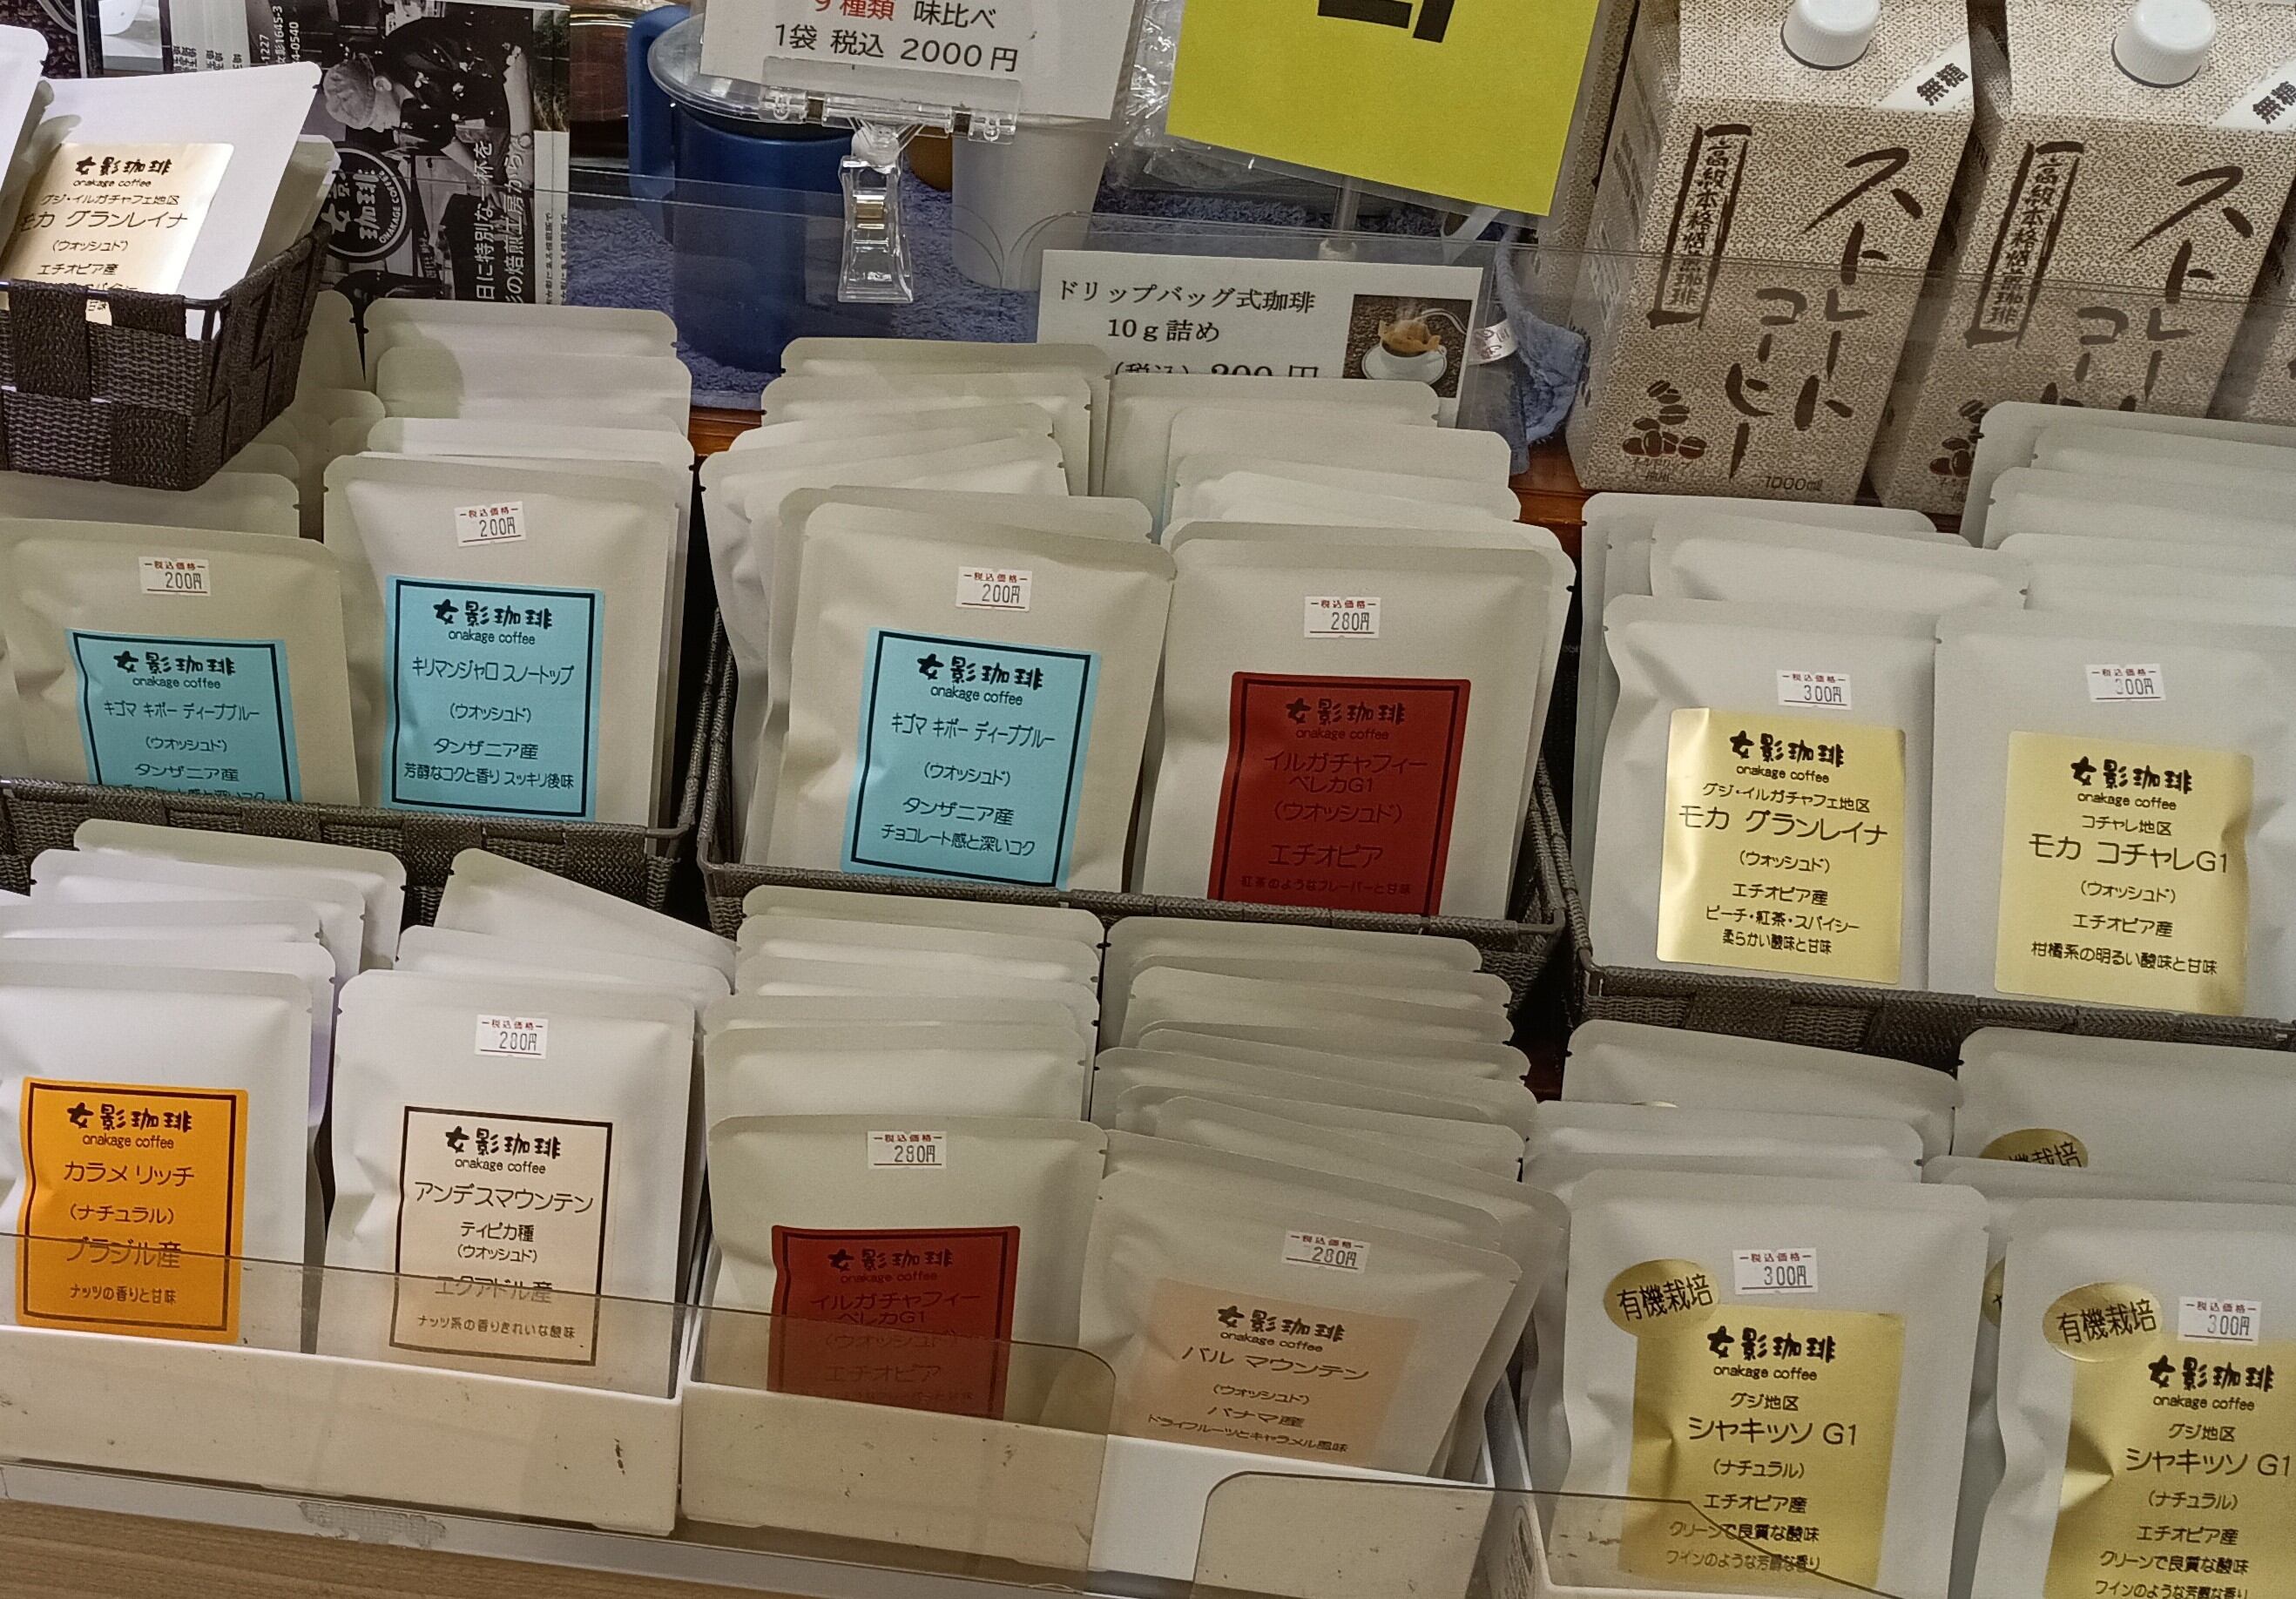 9種類 味比べ
1袋 税込 2000円
女影珈琲
onakage coffee
グジ・イルガチャフェ地区
モカ グランレイナ
(ウオッシュド)
エチオピア産
ドリップバッグ式珈琲
10g詰め
無糖
高級本格焙煎珈琲
ストレートコーヒー
1000ml
無糖
高級本格焙煎珈琲
税込価格
200円
女影珈琲
onakage coffee
キゴマ キボー ディープブルー
(ウオッシュド)
タンザニア産
税込価格
200円
女影珈琲
onakage coffee
キリマンジャロ スノートップ
(ウオッシュド)
タンザニア産
芳醇なコクと香り スッキリ後味
税込価格
200円
女影珈琲
onakage coffee
キゴマ キボー ディープブルー
(ウオッシュド)
タンザニア産
チョコレート感と深いコク
税込価格
280円
女影珈琲
onakage coffee
イルガチャフィー
ベレカG1
(ウオッシュド)
エチオピア
紅茶のようなフレーバーと甘味
税込価格
300円
女影珈琲
onakage coffee
グジ・イルガチャフェ地区
モカ グランレイナ
(ウオッシュド)
エチオピア産
ピーチ・紅茶・スパイシー
柔らかい酸味と甘味
税込価格
300円
女影珈琲
onakage coffee
コチャレ地区
モカ コチャレG1
(ウオッシュド)
エチオピア産
柑橘系の明るい酸味と甘味
女影珈琲
onakage coffee
カラメリッチ
(ナチュラル)
ブラジル産
ナッツの香りと甘味
税込価格
280円
女影珈琲
onakage coffee
アンデスマウンテン
ティピカ種
(ウオッシュド)
エクアドル産
ナッツ系の香りきれいな酸味
税込価格
280円
女影珈琲
onakage coffee
イルガチャフィー
ベレカG1
(ウオッシュド)
エチオピア
税込価格
280円
女影珈琲
onakage coffee
バル マウンテン
(ウオッシュド)
パナマ産
ドライフルーツとキャラメル風味
有機栽培
税込価格
300円
女影珈琲
onakage coffee
グジ地区
シャキッソ G1
(ナチュラル)
エチオピア産
クリーンで良質な酸味
ワインのような芳醇な香り
有機栽培
税込価格
300円
女影珈琲
onakage coffee
グジ地区
シャキッソ G1
(ナチュラル)
エチオピア産
クリーンで良質な酸味
ワインのような芳醇な香り